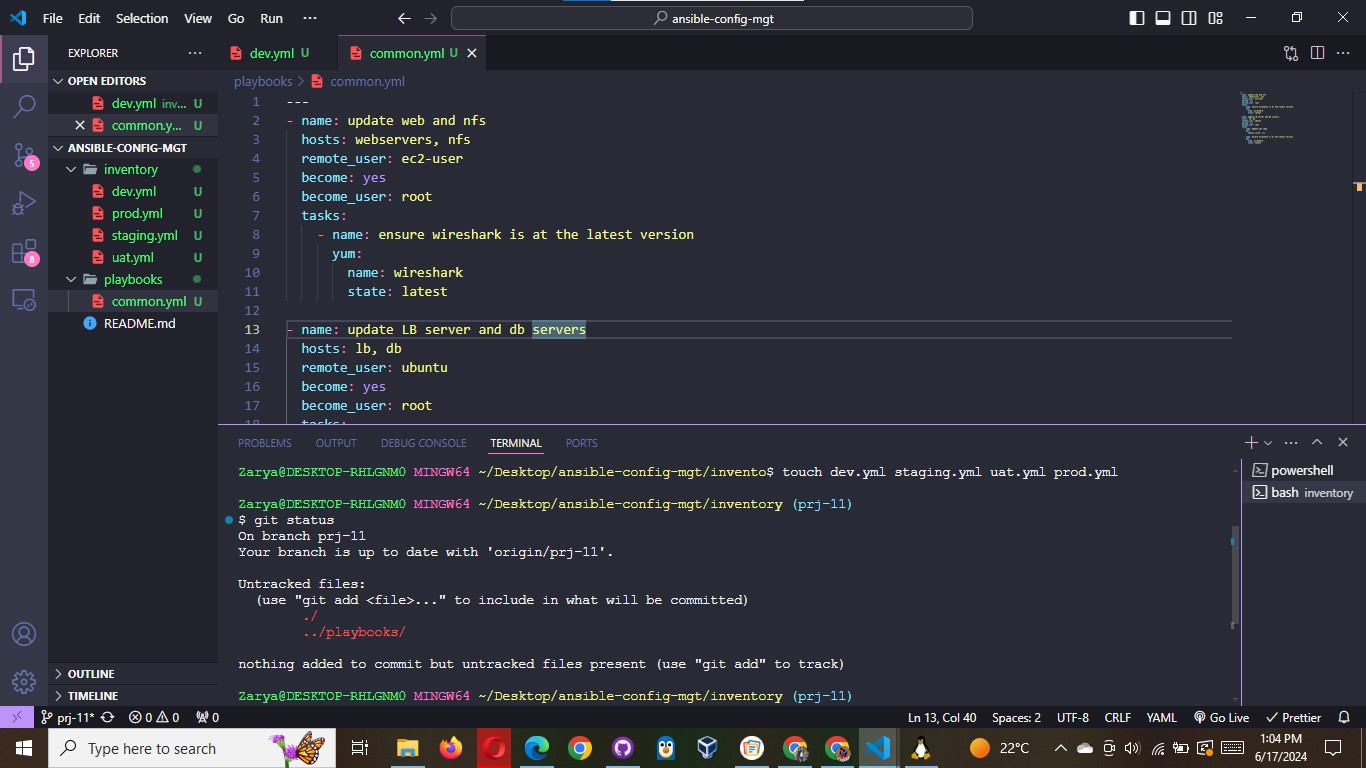 File Edit Selection View Go Run ··· ansible-config-mgt
EXPLORER ···
OPEN EDITORS
dev.yml inv... U
common.y... U
5
ANSIBLE-CONFIG-MGT
inventory
dev.yml U
prod.yml U
staging.yml U
8
uat.yml U
playbooks
common.yml U
README.md
OUTLINE
TIMELINE
dev.yml U common.yml U
playbooks > common.yml
1 ---
2 - name: update web and nfs
3 hosts: webservers, nfs
4 remote_user: ec2-user
5 become: yes
6 become_user: root
7 tasks:
8 - name: ensure wireshark is at the latest version
9 yum:
10 name: wireshark
11 state: latest
12
13 - name: update LB server and db servers
14 hosts: lb, db
15 remote_user: ubuntu
16 become: yes
17 become_user: root
18 tasks:
PROBLEMS OUTPUT DEBUG CONSOLE TERMINAL PORTS
Zarya@DESKTOP-RHLGNM0 MINGW64 ~/Desktop/ansible-config-mgt/invento$ touch dev.yml staging.yml uat.yml prod.yml
Zarya@DESKTOP-RHLGNM0 MINGW64 ~/Desktop/ansible-config-mgt/inventory (prj-11)
$ git status
On branch prj-11
Your branch is up to date with 'origin/prj-11'.
Untracked files:
(use "git add <file>..." to include in what will be committed)
./
../playbooks/
nothing added to commit but untracked files present (use "git add" to track)
Zarya@DESKTOP-RHLGNM0 MINGW64 ~/Desktop/ansible-config-mgt/inventory (prj-11)
powershell
bash inventory
prj-11* 0 0 0 Ln 13, Col 40 Spaces: 2 UTF-8 CRLF YAML Go Live Prettier
Type here to search
22°C
1:04 PM
6/17/2024